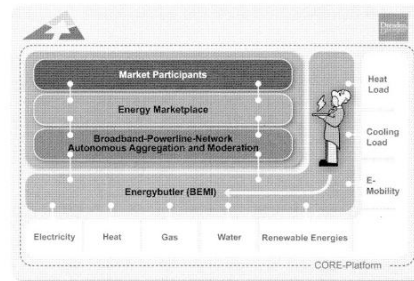 Market Participants
Energy Marketplace
Broadband-Powerline-Network
Autonomous Aggregation and Moderation
Energybutler (BEMI)
Heat
Load
Cooling
Load
E-
Mobility
Electricity
Heat
Gas
Water
Renewable Energies
CORE-Platform